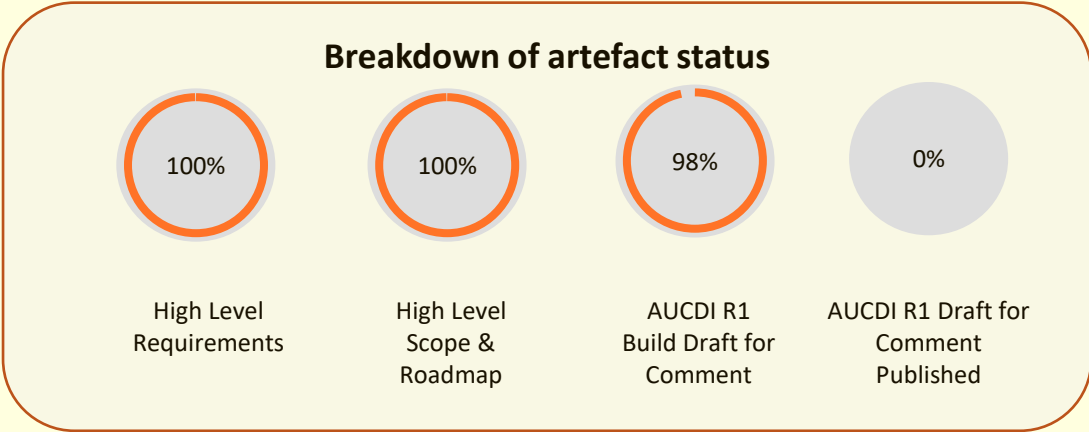 Breakdown of artefact status
100%
100%
98%
0%
High Level
Requirements
High Level
Scope &
Roadmap
AUCDI R1
Build Draft for
Comment
AUCDI R1 Draft for
Comment
Published